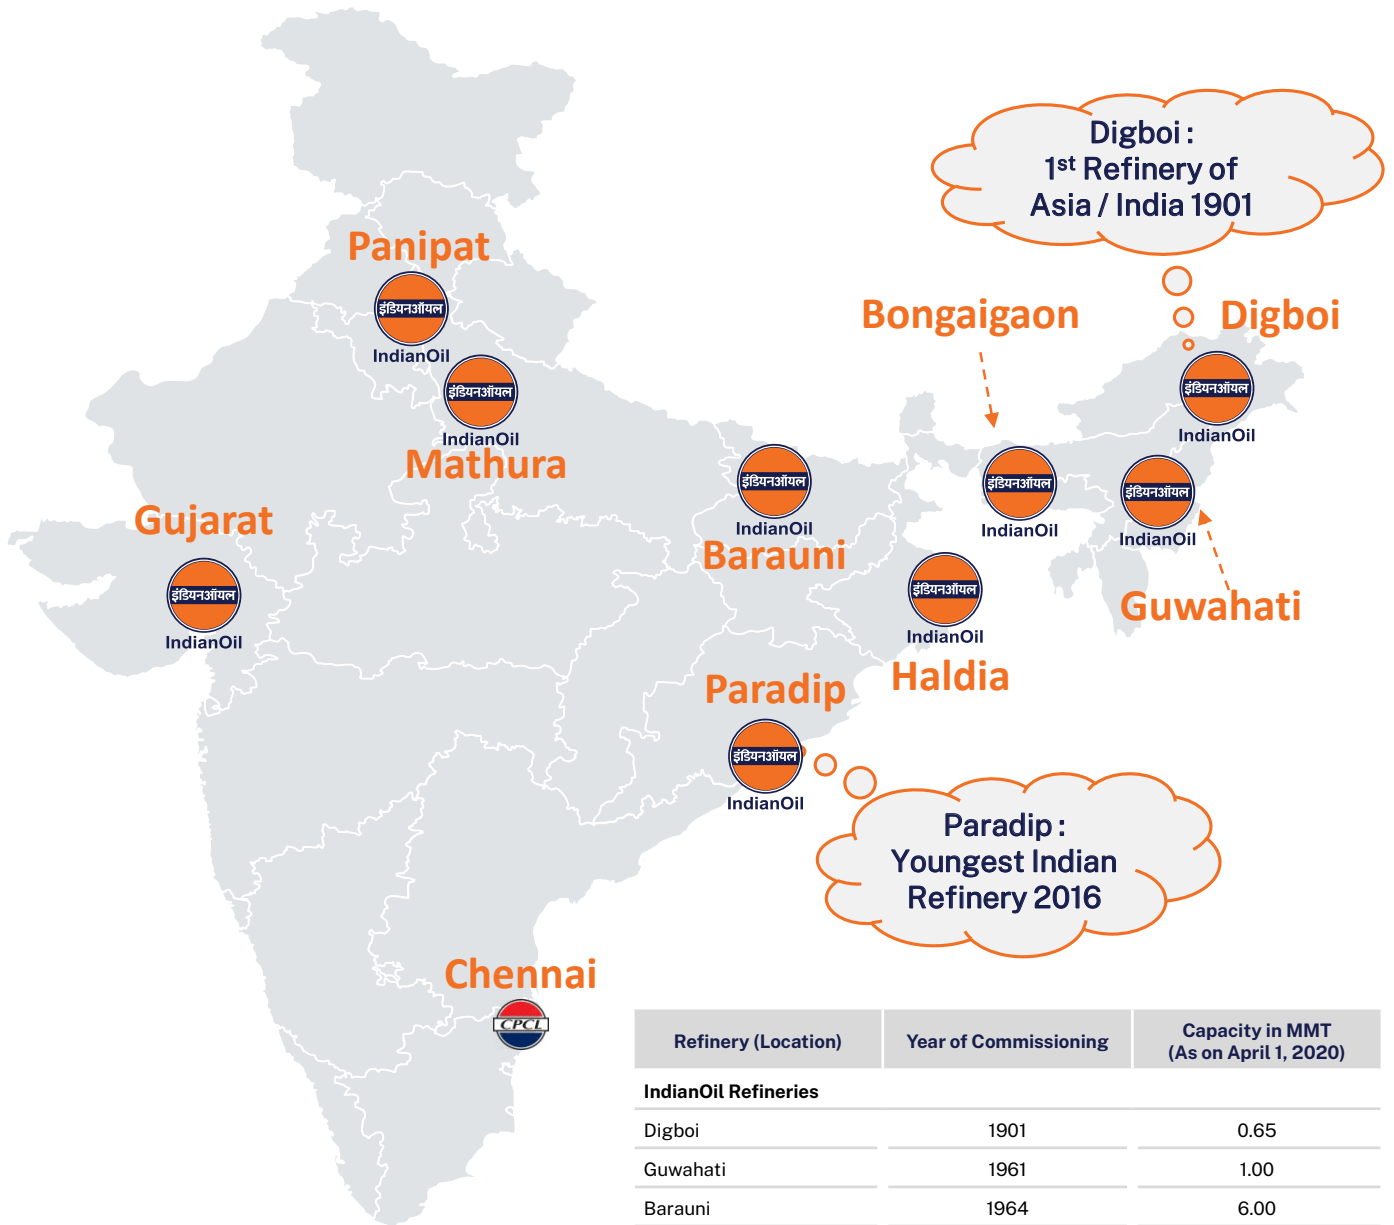 Digboi :
1st Refinery of
Asia / India 1901
Panipat
इंडियनऑयल
IndianOil
Bongaigaon
Digboi
इंडियनऑयल
IndianOil
इंडियनऑयल
IndianOil
Mathura
इंडियनऑयल
IndianOil
Barauni
इंडियनऑयल
IndianOil
इंडियनऑयल
IndianOil
Guwahati
Gujarat
इंडियनऑयल
IndianOil
इंडियनऑयल
IndianOil
Haldia
Paradip
इंडियनऑयल
IndianOil
Paradip :
Youngest Indian
Refinery 2016
Chennai
CPCL
Refinery (Location) Year of Commissioning Capacity in MMT
(As on April 1, 2020)
IndianOil Refineries
Digboi 1901 0.65
Guwahati 1961 1.00
Barauni 1964 6.00